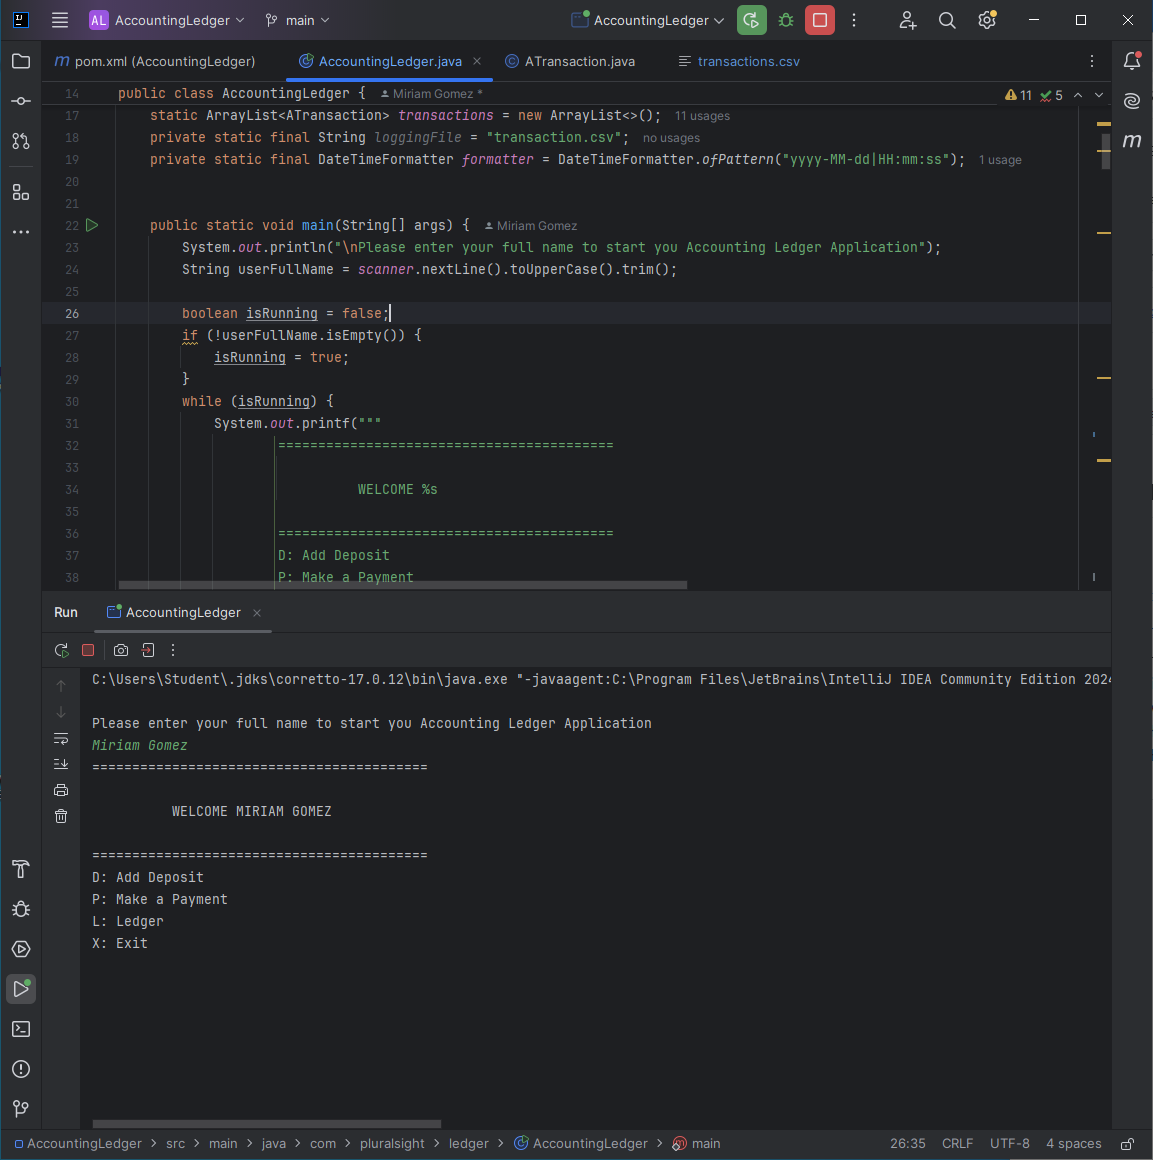 AL AccountingLedger main AccountingLedger
m pom.xml (AccountingLedger) AccountingLedger.java ATransaction.java transactions.csv
14 public class AccountingLedger { Miriam Gomez * 11 5
17 static ArrayList<ATransaction> transactions = new ArrayList<>(); 11 usages
18 private static final String loggingFile = "transaction.csv"; no usages
19 private static final DateTimeFormatter formatter = DateTimeFormatter.ofPattern("yyyy-MM-dd|HH:mm:ss"); 1 usage
20
21
22 public static void main(String[] args) { Miriam Gomez
23 System.out.println("\nPlease enter your full name to start you Accounting Ledger Application");
24 String userFullName = scanner.nextLine().toUpperCase().trim();
25
26 boolean isRunning = false;
27 if (!userFullName.isEmpty()) {
28 isRunning = true;
29 }
30 while (isRunning) {
31 System.out.printf("""
32 ==========================================
33
34 WELCOME %s
35
36 ==========================================
37 D: Add Deposit
38 P: Make a Payment
Run AccountingLedger
C:\Users\Student\.jdks\corretto-17.0.12\bin\java.exe "-javaagent:C:\Program Files\JetBrains\IntelliJ IDEA Community Edition 2024
Please enter your full name to start you Accounting Ledger Application
Miriam Gomez
==========================================
WELCOME MIRIAM GOMEZ
==========================================
D: Add Deposit
P: Make a Payment
L: Ledger
X: Exit
AccountingLedger > src > main > java > com > pluralsight > ledger > AccountingLedger > main 26:35 CRLF UTF-8 4 spaces